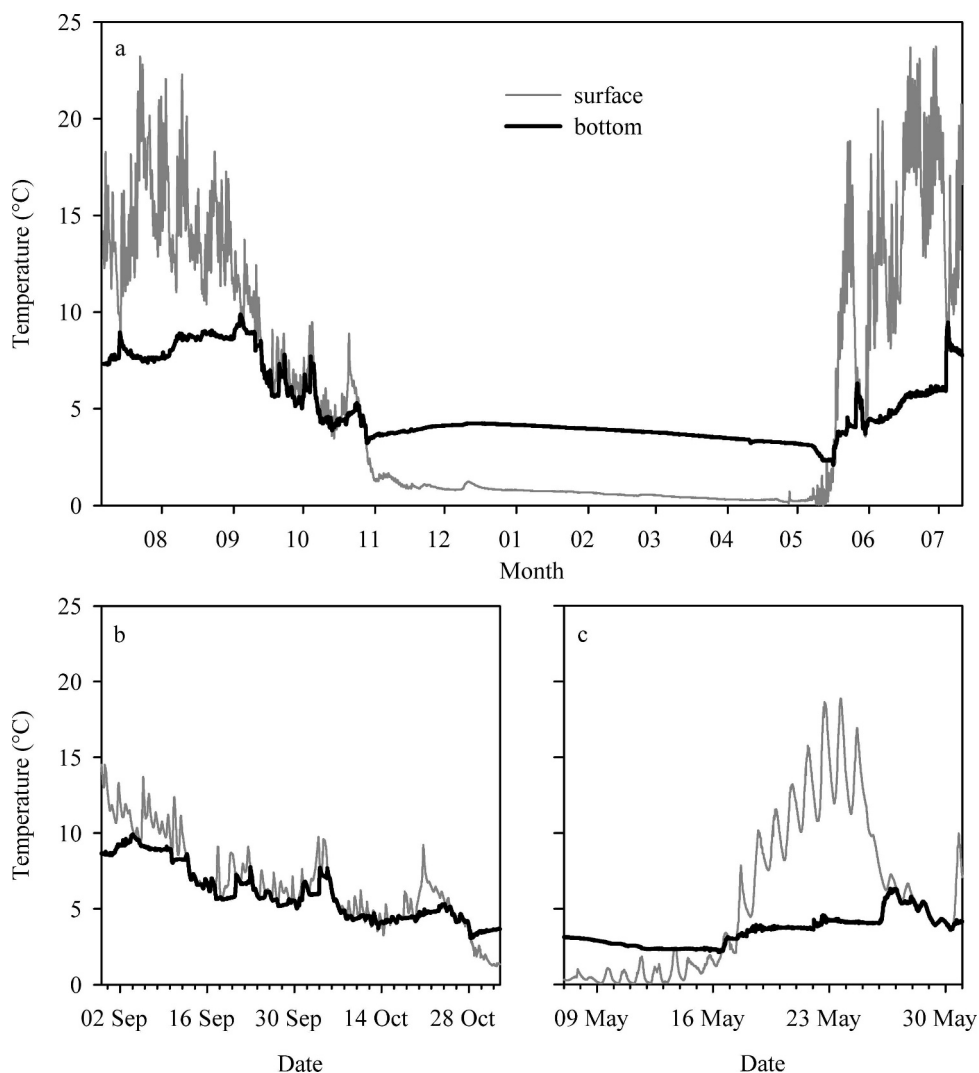 25
a
surface
20
bottom
Temperature (°C)
15
10
5
0
08 09 10 11 12 01 02 03 04 05 06 07
Month
25
b
c
20
Temperature (°C)
15
10
5
0
02 Sep 16 Sep 30 Sep 14 Oct 28 Oct 09 May 16 May 23 May 30 May
Date Date